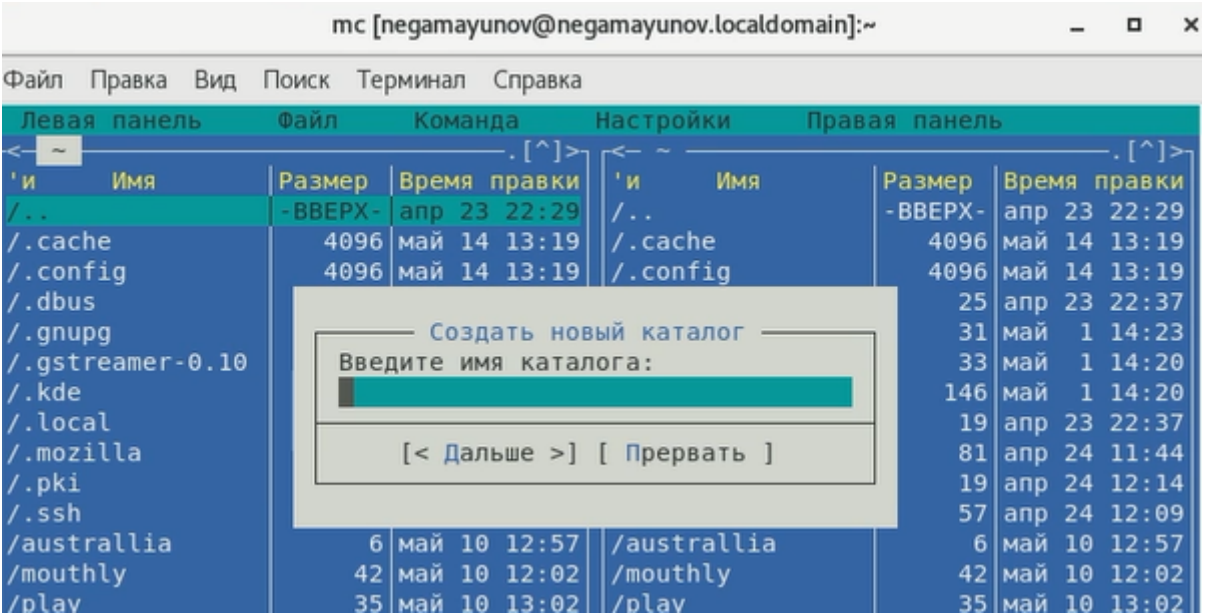 mc [negamayunov@negamayunov.localdomain]:~
Файл Правка Вид Поиск Терминал Справка
Левая панель Файл Команда Настройки Правая панель
<— ~ .[^]> <— ~ .[^]>
'и Имя Размер Время правки 'и Имя Размер Время правки
/.. -ВВЕРХ- апр 23 22:29 /.. -ВВЕРХ- апр 23 22:29
/.cache 4096 май 14 13:19 /.cache 4096 май 14 13:19
/.config 4096 май 14 13:19 /.config 4096 май 14 13:19
/.dbus 25 апр 23 22:37
/.gnupg Создать новый каталог 31 май 1 14:23
/.gstreamer-0.10 Введите имя каталога: 33 май 1 14:20
/.kde 146 май 1 14:20
/.local 19 апр 23 22:37
/.mozilla [< Дальше >] [ Прервать ] 81 апр 24 11:44
/.pki 19 апр 24 12:14
/.ssh 57 апр 24 12:09
/australlia 6 май 10 12:57 /australlia 6 май 10 12:57
/mouthly 42 май 10 12:02 /mouthly 42 май 10 12:02
/play 35 май 10 13:02 /play 35 май 10 13:02